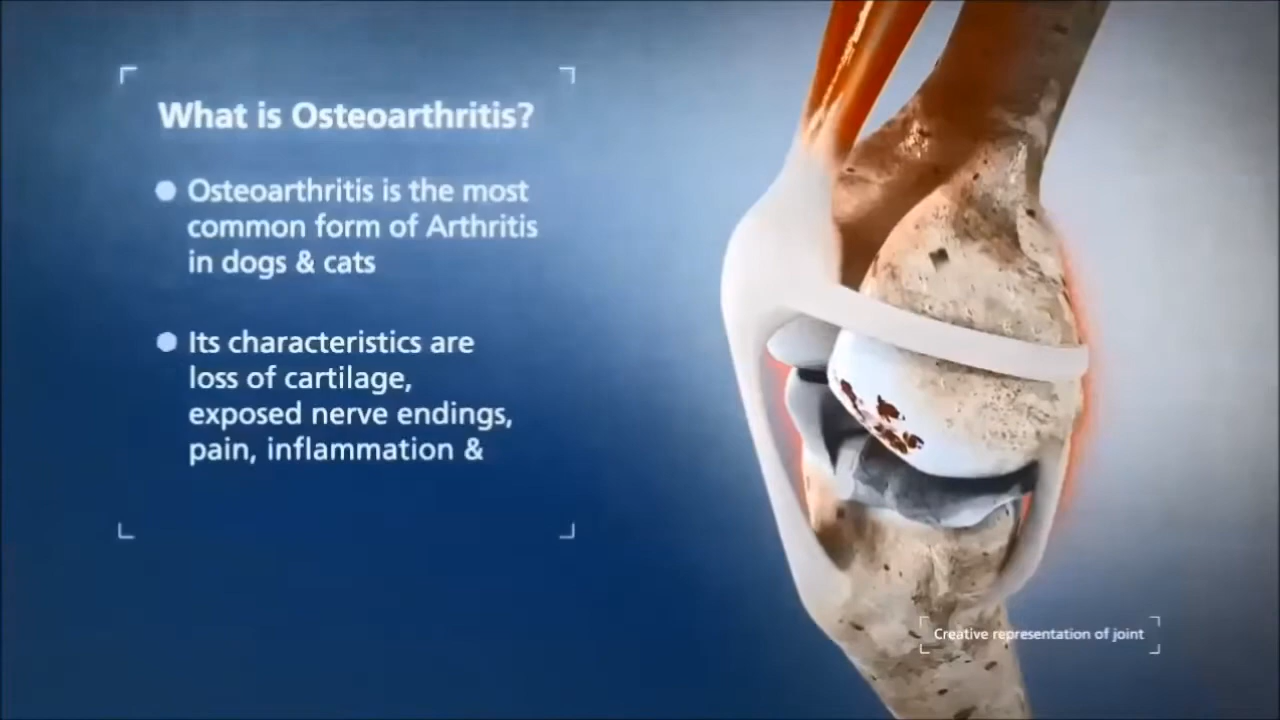 What is Osteoarthritis?
Osteoarthritis is the most
common form of Arthritis
in dogs & cats
Its characteristics are
loss of cartilage,
exposed nerve endings,
pain, inflammation &
Creative representation of joint